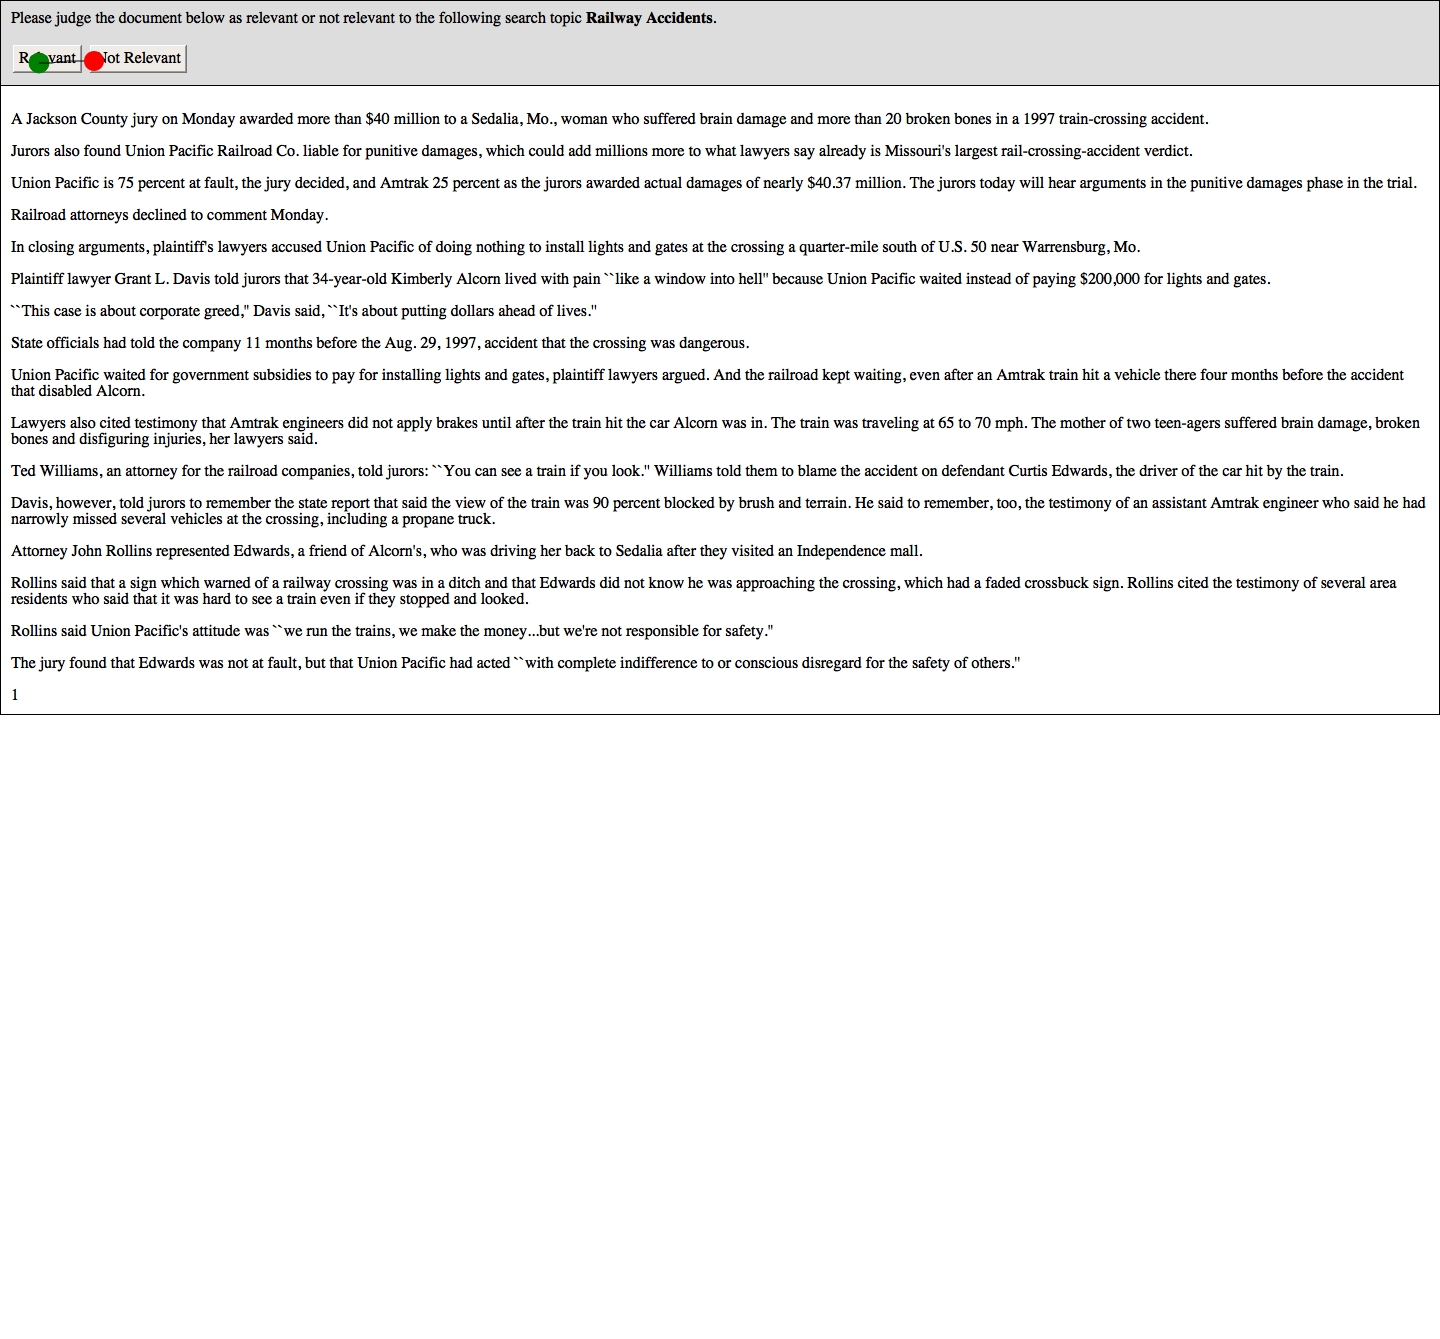 Please judge the document below as relevant or not relevant to the following search topic Railway Accidents.
Not Relevant
A Jackson County jury on Monday awarded more than $40 million to a Sedalia, Mo., woman who suffered brain damage and more than 20 broken bones in a 1997 train-crossing accident.
Jurors also found Union Pacific Railroad Co. liable for punitive damages, which could add millions more to what lawyers say already is Missouri's largest rail-crossing-accident verdict.
Union Pacific is 75 percent at fault, the jury decided, and Amtrak 25 percent as the jurors awarded actual damages of nearly $40.37 million. The jurors today will hear arguments in the punitive damages phase in the trial.
Railroad attorneys declined to comment Monday.
In closing arguments, plaintiff's lawyers accused Union Pacific of doing nothing to install lights and gates at the crossing a quarter-mile south of U.S. 50 near Warrensburg, Mo.
Plaintiff lawyer Grant L. Davis told jurors that 34-year-old Kimberly Alcorn lived with pain ``like a window into hell'' because Union Pacific waited instead of paying $200,000 for lights and gates.
``This case is about corporate greed,'' Davis said, ``It's about putting dollars ahead of lives.''
State officials had told the company 11 months before the Aug. 29, 1997, accident that the crossing was dangerous.
Union Pacific waited for government subsidies to pay for installing lights and gates, plaintiff lawyers argued. And the railroad kept waiting, even after an Amtrak train hit a vehicle there four months before the accident
that disabled Alcorn.
Lawyers also cited testimony that Amtrak engineers did not apply brakes until after the train hit the car Alcorn was in. The train was traveling at 65 to 70 mph. The mother of two teen-agers suffered brain damage, broken
bones and disfiguring injuries, her lawyers said.
Ted Williams, an attorney for the railroad companies, told jurors: ``You can see a train if you look.'' Williams told them to blame the accident on defendant Curtis Edwards, the driver of the car hit by the train.
Davis, however, told jurors to remember the state report that said the view of the train was 90 percent blocked by brush and terrain. He said to remember, too, the testimony of an assistant Amtrak engineer who said he had
narrowly missed several vehicles at the crossing, including a propane truck.
Attorney John Rollins represented Edwards, a friend of Alcorn's, who was driving her back to Sedalia after they visited an Independence mall.
Rollins said that a sign which warned of a railway crossing was in a ditch and that Edwards did not know he was approaching the crossing, which had a faded crossbuck sign. Rollins cited the testimony of several area
residents who said that it was hard to see a train even if they stopped and looked.
Rollins said Union Pacific's attitude was ``we run the trains, we make the money...but we're not responsible for safety.''
The jury found that Edwards was not at fault, but that Union Pacific had acted ``with complete indifference to or conscious disregard for the safety of others.''
1